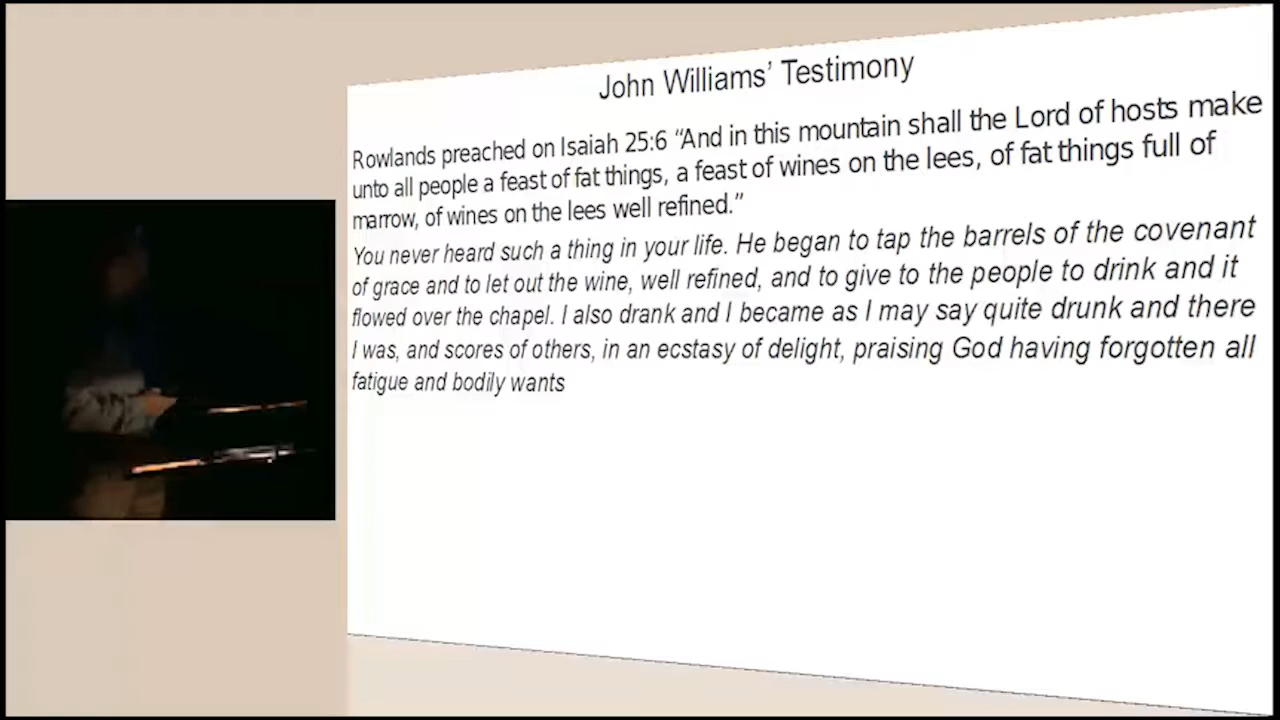 John Williams’ Testimony
Rowlands preached on Isaiah 25:6 “And in this mountain shall the Lord of hosts make
unto all people a feast of fat things, a feast of wines on the lees, of fat things full of
marrow, of wines on the lees well refined.”
You never heard such a thing in your life. He began to tap the barrels of the covenant
of grace and to let out the wine, well refined, and to give to the people to drink and it
flowed over the chapel. I also drank and I became as I may say quite drunk and there
I was, and scores of others, in an ecstasy of delight, praising God having forgotten all
fatigue and bodily wants